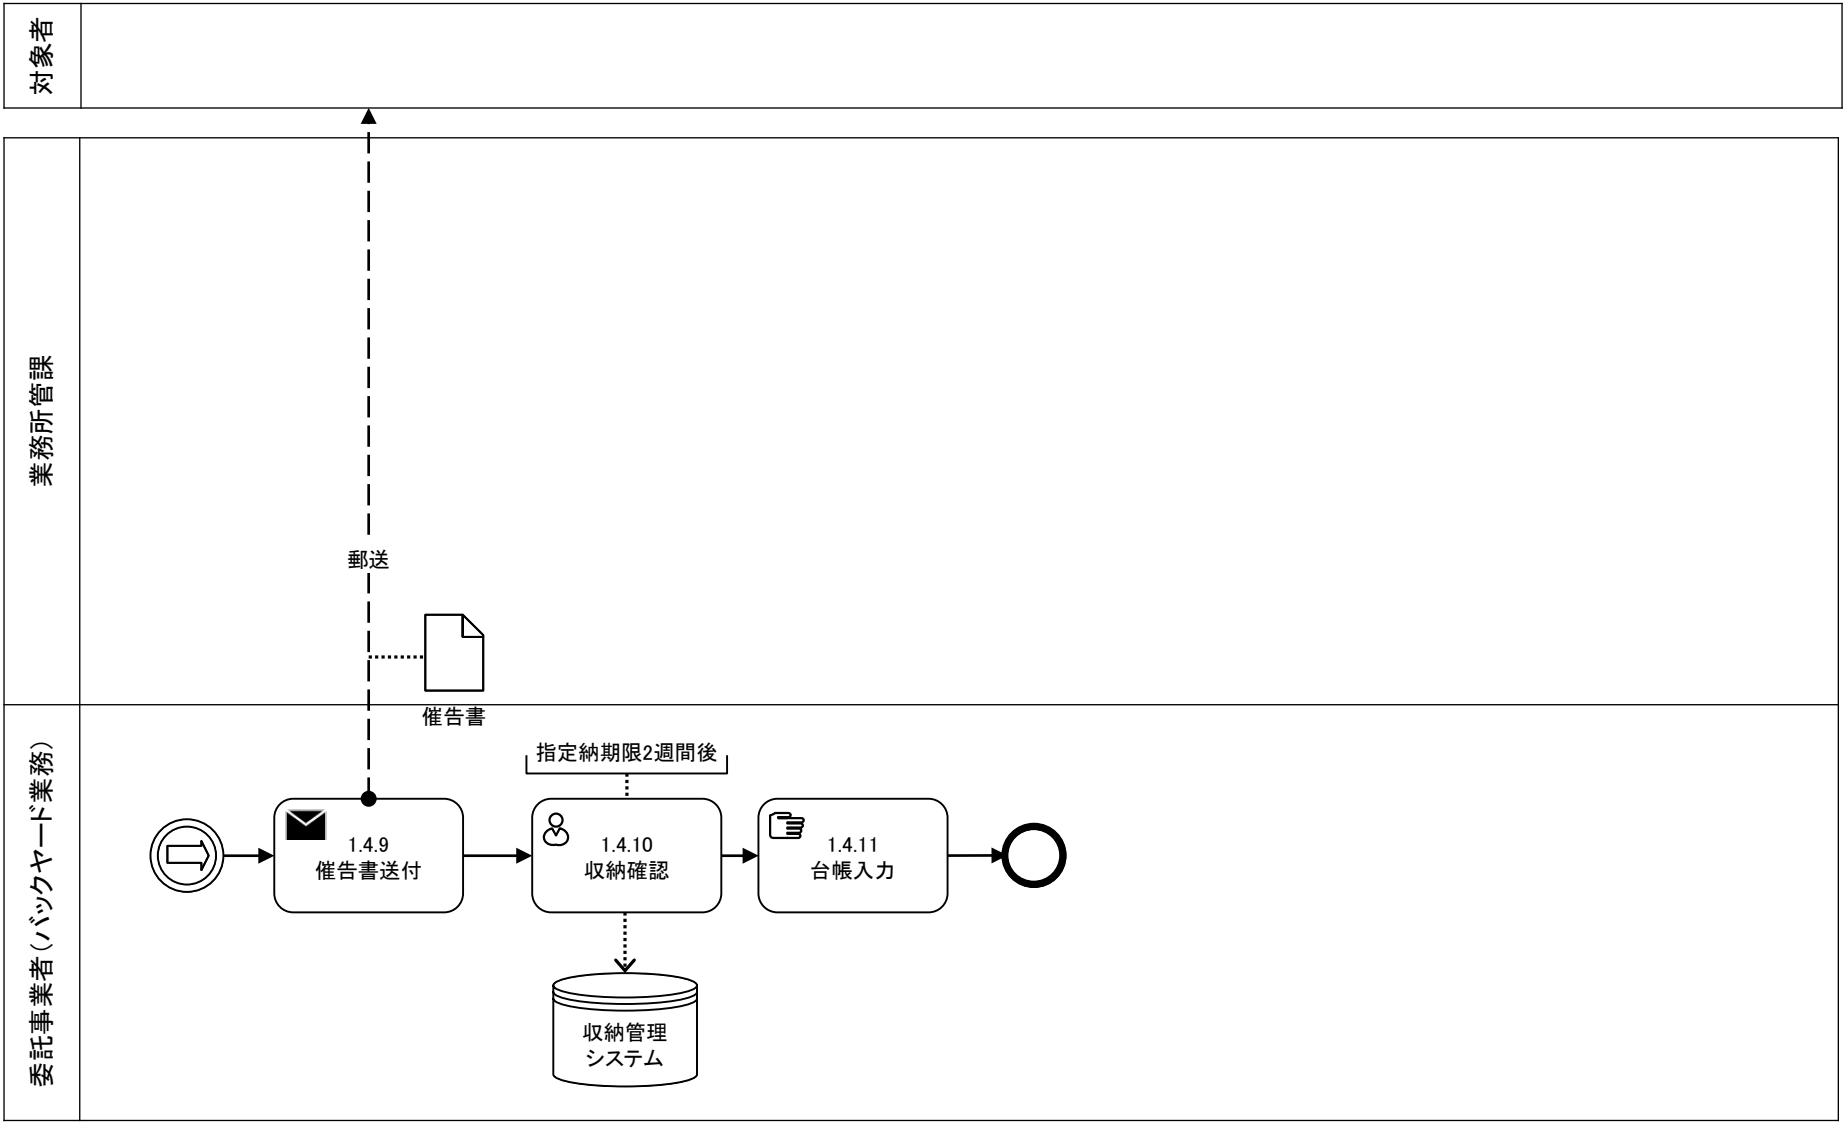 対象者
業務所管課
郵送
催告書
委託事業者(バックヤード業務)
指定納期限2週間後
1.4.9
催告書送付
1.4.10
収納確認
1.4.11
台帳入力
収納管理
システム